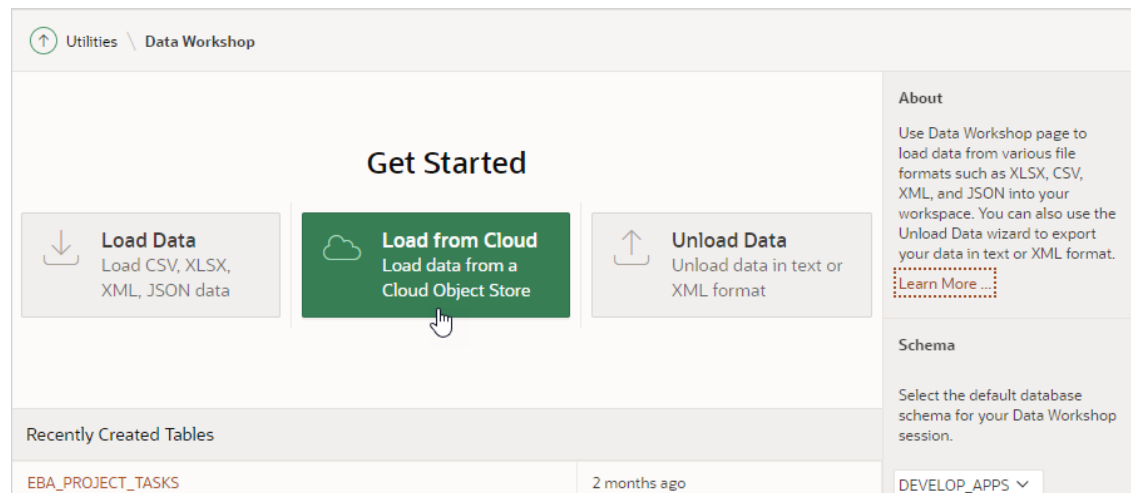 Utilities \ Data Workshop
Get Started
Load Data
Load CSV, XLSX,
XML, JSON data
Load from Cloud
Load data from a
Cloud Object Store
Unload Data
Unload data in text or
XML format
Recently Created Tables
EBA_PROJECT_TASKS 2 months ago
About
Use Data Workshop page to
load data from various file
formats such as XLSX, CSV,
XML, and JSON into your
workspace. You can also use the
Unload Data wizard to export
your data in text or XML format.
Learn More ...
Schema
Select the default database
schema for your Data Workshop
session.
DEVELOP_APPS